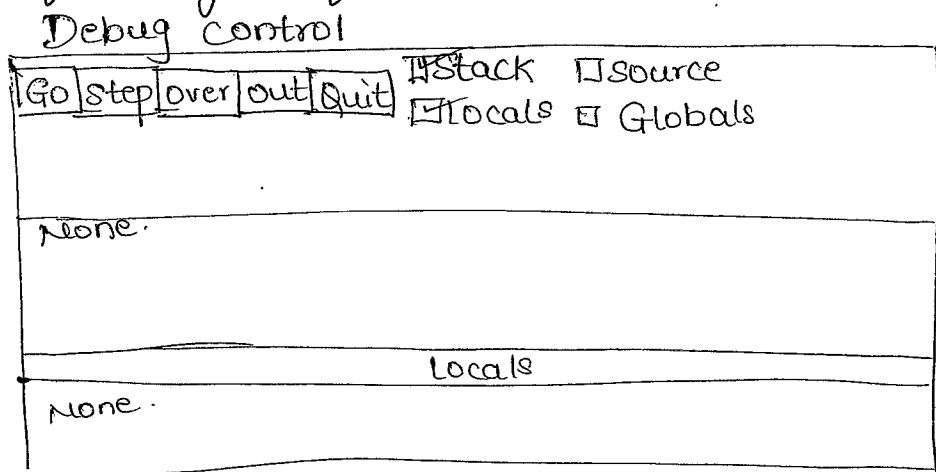 Debug control
Go step over out Quit Stack source
locals Globals
None.
Locals
None.